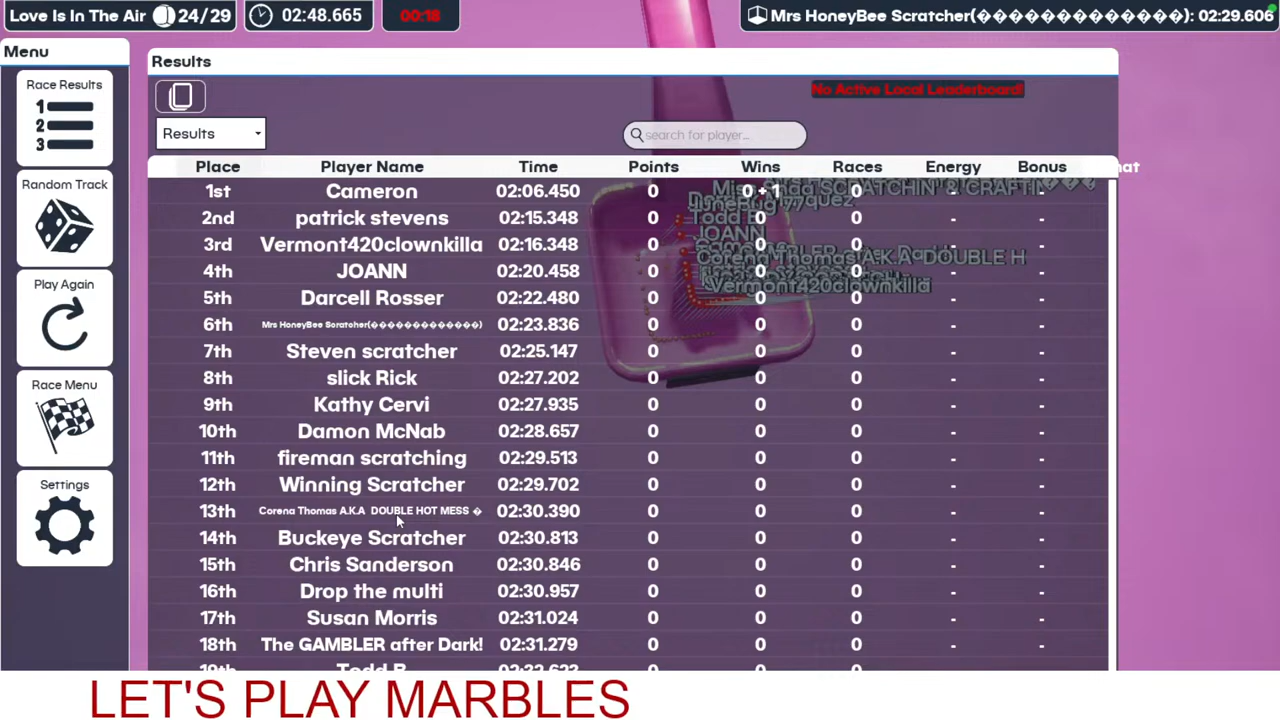 Love Is In The Air 24/29 02:48.665 00:18 Mrs HoneyBee Scratcher(���������������): 02:29.606
Menu
Results
Race Results
1
2
3
No Active Local Leaderboard!
Results
search for player...
Place Player Name Time Points Wins Races Energy Bonus
1st Cameron 02:06.450 0 0 + 1 0 - -
2nd patrick stevens 02:15.348 0 0 0 - -
3rd Vermont420clownkilla 02:16.348 0 0 0 - -
4th JOANN 02:20.458 0 0 0 - -
5th Darcell Rosser 02:22.480 0 0 0 - -
6th Mrs HoneyBee Scratcher(���������������) 02:23.836 0 0 0 - -
7th Steven scratcher 02:25.147 0 0 0 - -
8th slick Rick 02:27.202 0 0 0 - -
9th Kathy Cervi 02:27.935 0 0 0 - -
10th Damon McNab 02:28.657 0 0 0 - -
11th fireman scratching 02:29.513 0 0 0 - -
12th Winning Scratcher 02:29.702 0 0 0 - -
13th Corena Thomas A.K.A DOUBLE HOT MESS � 02:30.390 0 0 0 - -
14th Buckeye Scratcher 02:30.813 0 0 0 - -
15th Chris Sanderson 02:30.846 0 0 0 - -
16th Drop the multi 02:30.957 0 0 0 - -
17th Susan Morris 02:31.024 0 0 0 - -
18th The GAMBLER after Dark! 02:31.279 0 0 0 - -
19th Todd B
Random Track
Play Again
Race Menu
Settings
Todd B
JOANN
Corena Thomas A.K.A DOUBLE H
Vermont420clownkilla
LET'S PLAY MARBLES